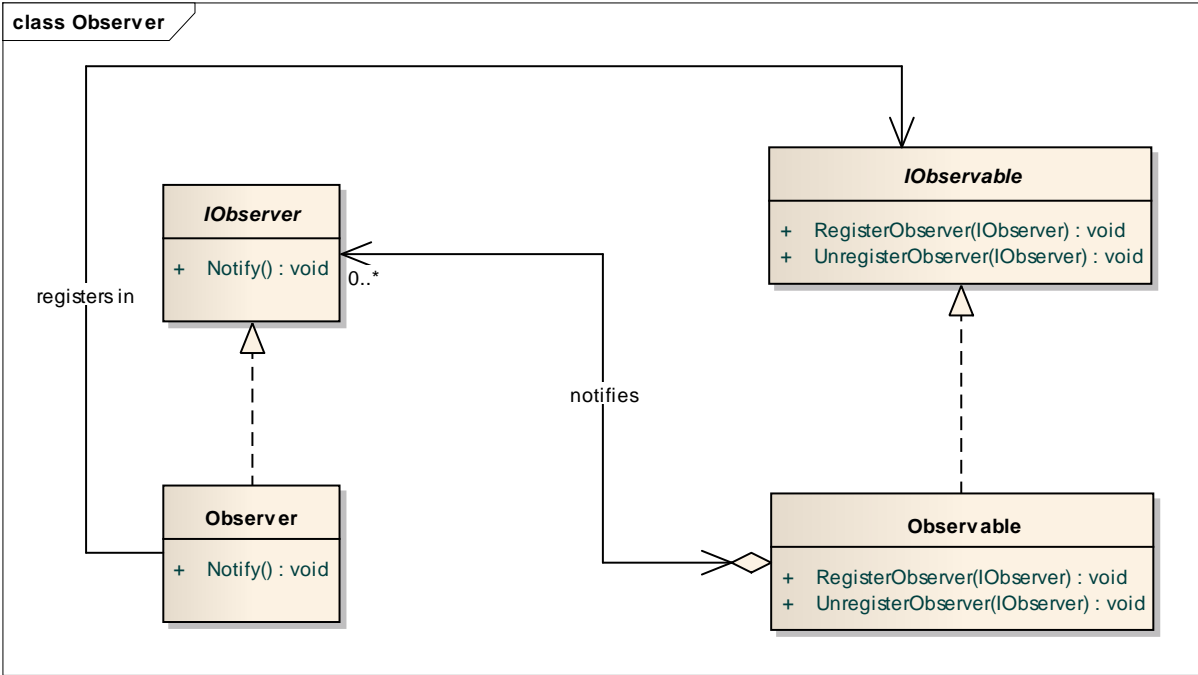 class Observer
IObservable
+ RegisterObserver(IObserver) : void
+ UnregisterObserver(IObserver) : void
IObserver
+ Notify() : void
0..*
registers in
notifies
Observer
+ Notify() : void
Observable
+ RegisterObserver(IObserver) : void
+ UnregisterObserver(IObserver) : void